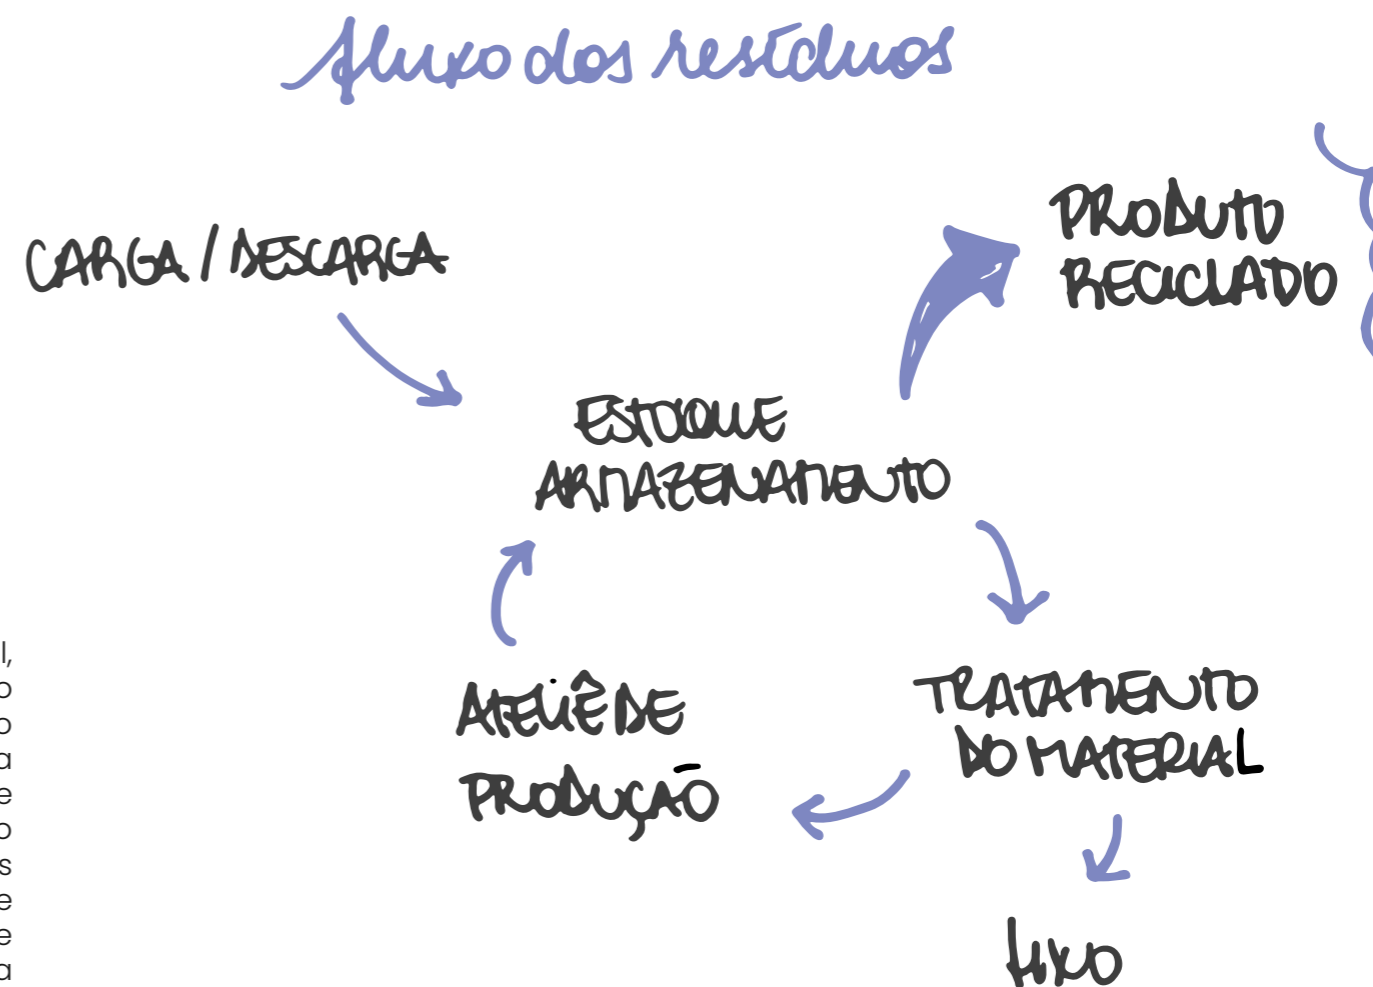 fluxo dos resíduos
CARGA / DESCARGA
PRODUTO
RECICLADO
ESTOQUE
ARMAZENAMENTO
ATELIÊ DE
PRODUÇÃO
TRATAMENTO
DO MATERIAL
LIXO
l,
o
o
a
e
o
s
e
e
a